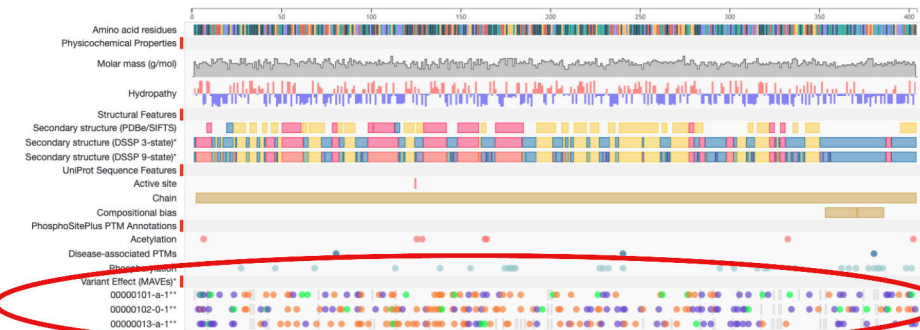 0 50 100 150 200 250 300 350 400
Amino acid residues
Physicochemical Properties
Molar mass (g/mol)
Hydropathy
Structural Features
Secondary structure (PDBe/SIFTS)
Secondary structure (DSSP 3-state)*
Secondary structure (DSSP 9-state)*
UniProt Sequence Features
Active site
Chain
Compositional bias
PhosphoSitePlus PTM Annotations
Acetylation
Disease-associated PTMs
Phosphorylation
Variant Effect (MAVEs)*
00000101-a-1**
00000102-0-1**
00000013-a-1**